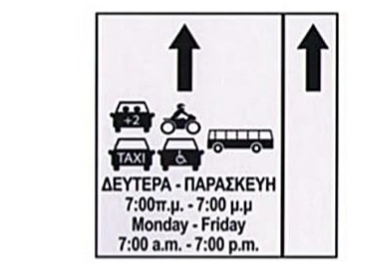 +2
TAXI
ΔΕΥΤΕΡΑ - ΠΑΡΑΣΚΕΥΗ
7:00π.μ. - 7:00 μ.μ
Monday - Friday
7:00 a.m. - 7:00 p.m.